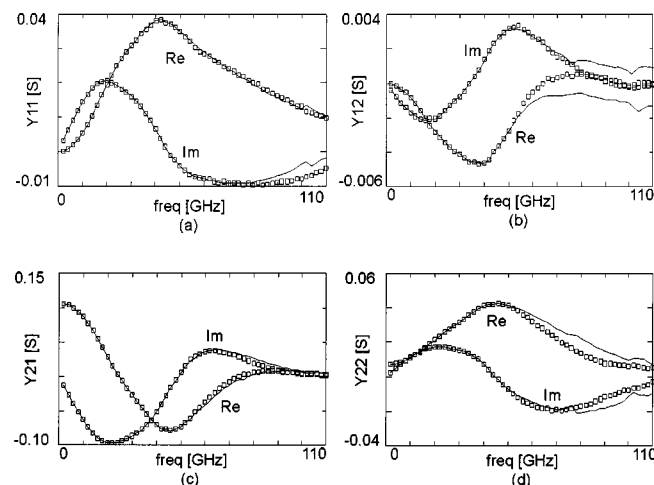 0.04
Y11 [S]
Re
Im
-0.01
0
110
freq [GHz]
(a)
0.004
Y12 [S]
Im
Re
-0.006
0
110
freq [GHz]
(b)
0.15
Y21 [S]
Im
Re
-0.10
0
110
freq [GHz]
(c)
0.06
Y22 [S]
Re
Im
-0.04
0
110
freq [GHz]
(d)